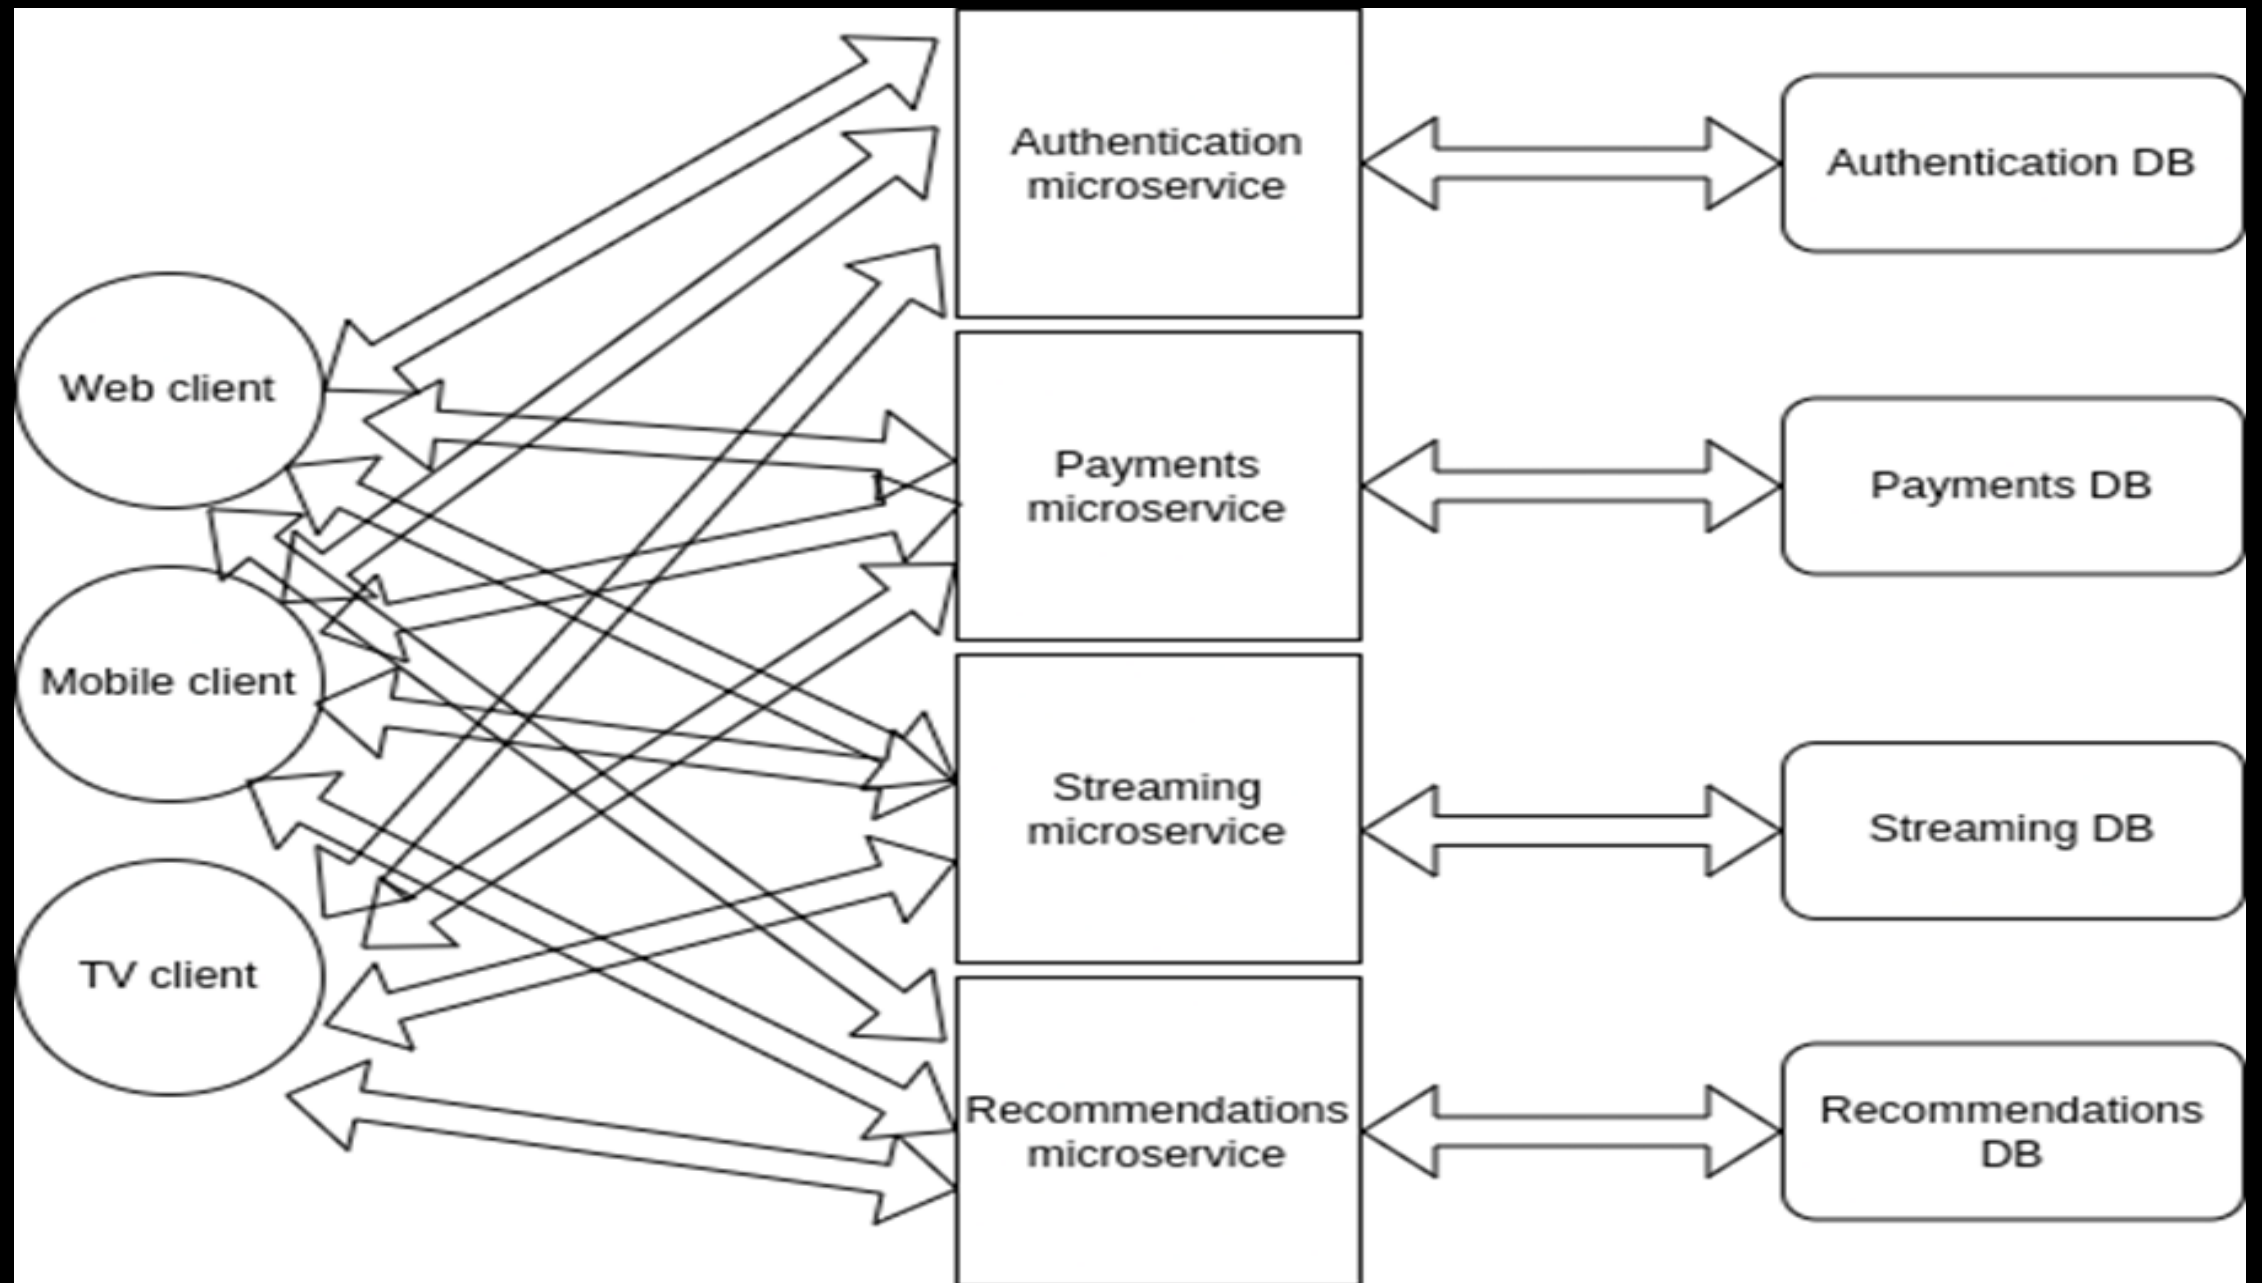 Web client
Mobile client
TV client
Authentication
microservice
Payments
microservice
Streaming
microservice
Recommendations
microservice
Authentication DB
Payments DB
Streaming DB
Recommendations
DB